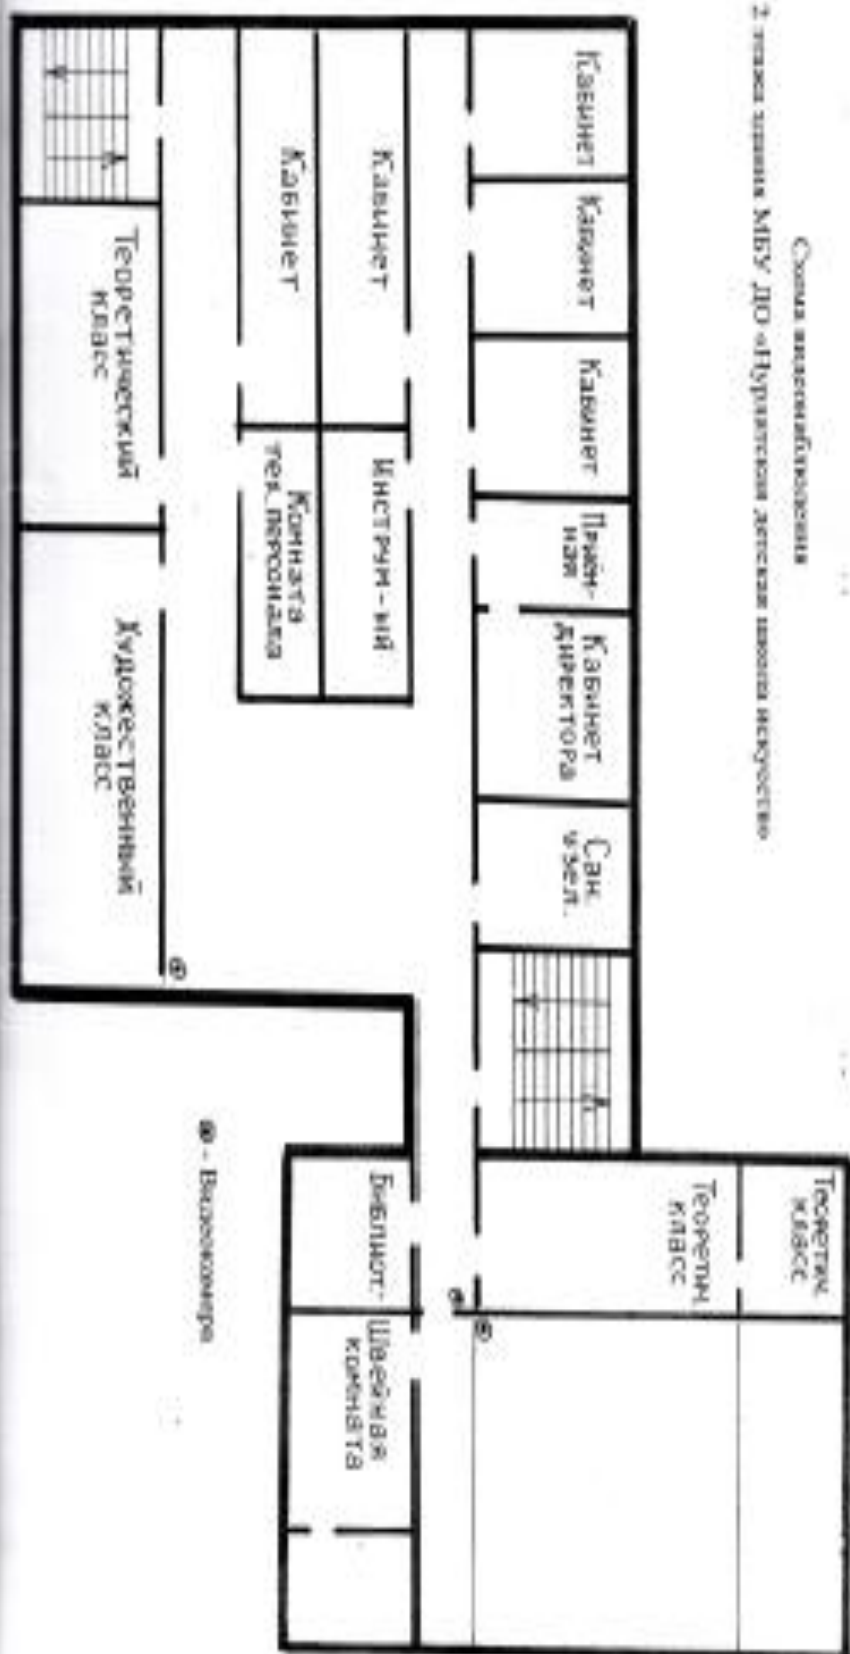 Схема видеонаблюдения
2 этажа здания МБУ ДО «Нурлатская детская школа искусств»
Кабинет
Кабинет
Кабинет
Приём-
ная
Кабинет
директора
Сан.
узел.
Теоретич.
класс
Теоретич.
класс
Кабинет
Инструм-ый
Кабинет
Комната
тех. персонала
Библиот.-
Швейная
комната
Теоретический
класс
Художественный
класс
- Видеокамера